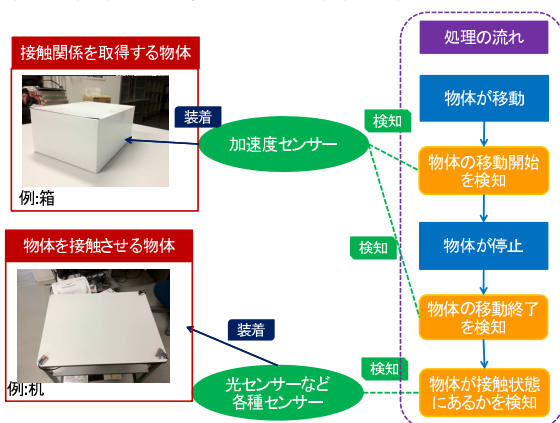 接触関係を取得する物体
装着
加速度センサー
例:箱
物体を接触させる物体
装着
光センサーなど
各種センサー
例:机
検知
検知
検知
処理の流れ
物体が移動
物体の移動開始
を検知
物体が停止
物体の移動終了
を検知
物体が接触状態
にあるかを検知